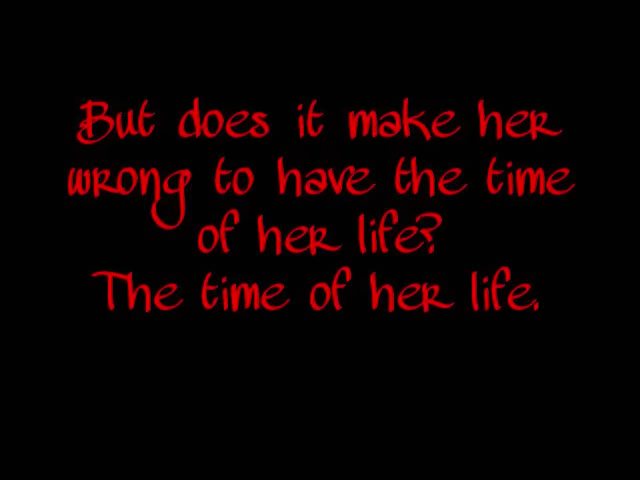 But does it make her
wrong to have the time
of her life?
The time of her life.